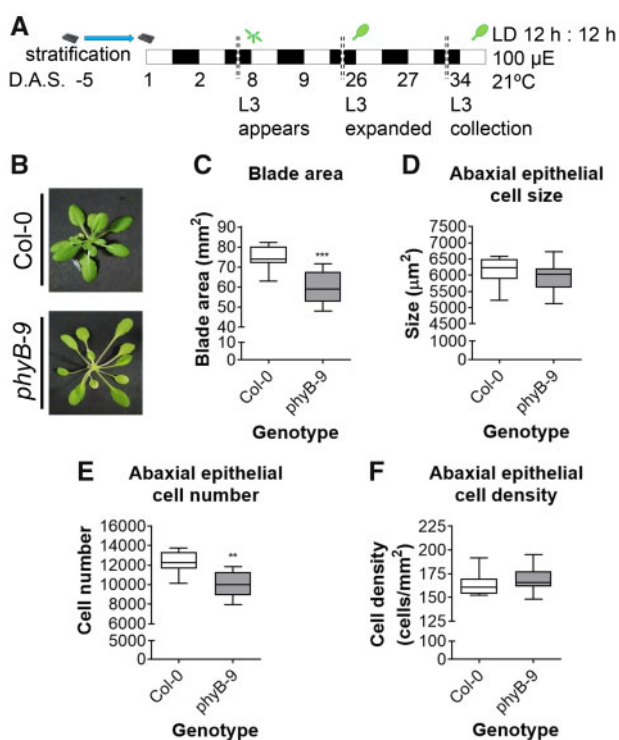 A
stratification
LD 12 h : 12 h
100 µE
21ºC
D.A.S. -5 1 2 8 9 26 27 34
L3 L3 L3
appears expanded collection
B
Col-0
phyB-9
C
Blade area
Blade area (mm²)
90
80
70
60
50
40
10
0
***
Col-0 phyB-9
Genotype
D
Abaxial epithelial
cell size
Size (µm²)
7500
7000
6500
6000
5500
5000
4500
1000
0
Col-0 phyB-9
Genotype
E
Abaxial epithelial
cell number
Cell number
16000
14000
12000
10000
8000
6000
5000
0
**
Col-0 phyB-9
Genotype
F
Abaxial epithelial
cell density
Cell density
(cells/mm²)
225
200
175
150
125
100
0
Col-0 phyB-9
Genotype